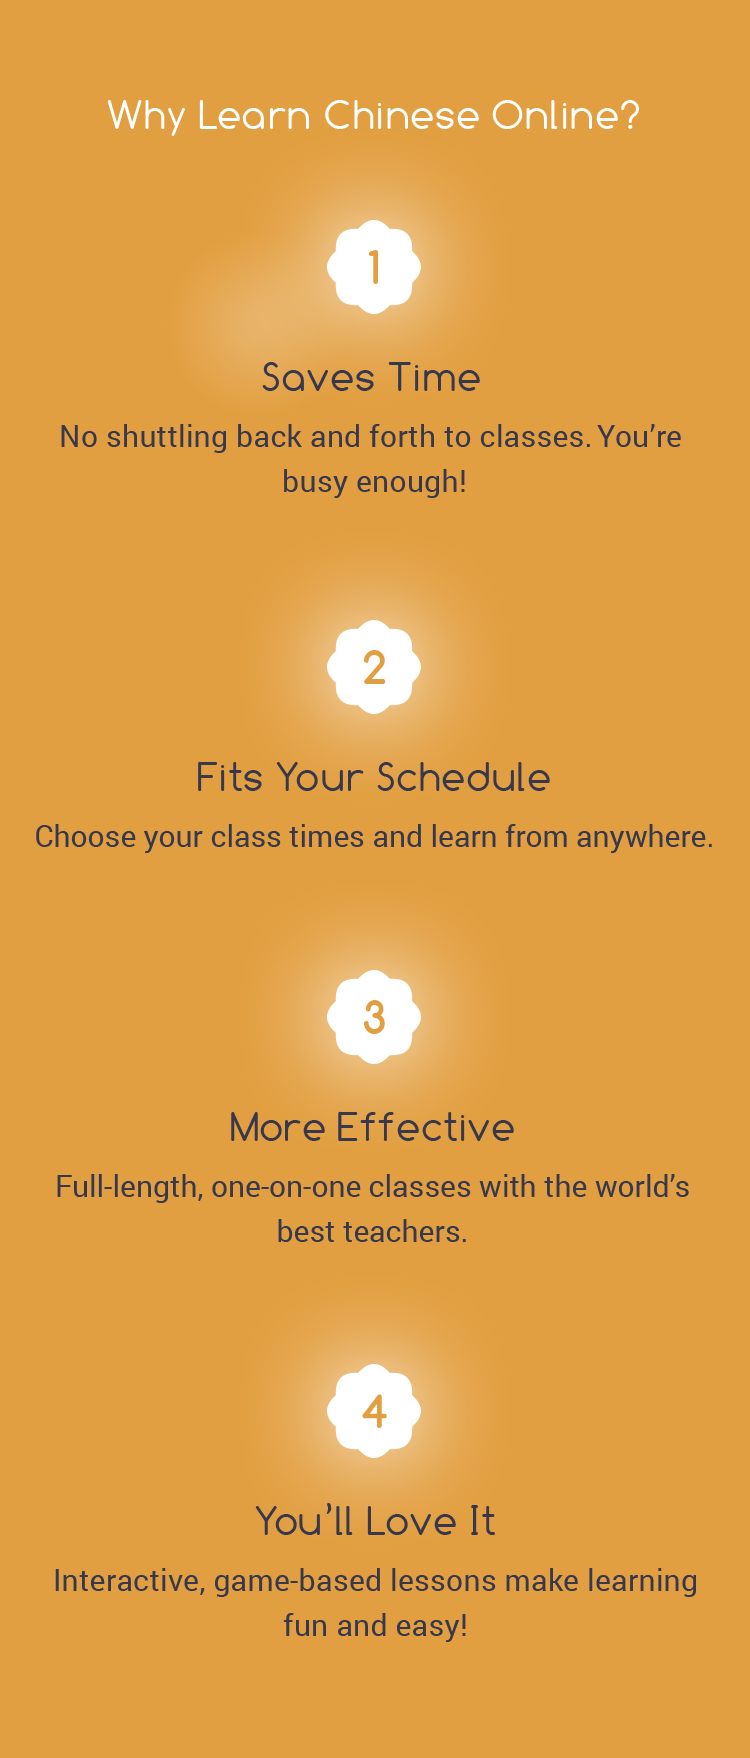 Why Learn Chinese Online?
1
Saves Time
No shuttling back and forth to classes. You’re
busy enough!
2
Fits Your Schedule
Choose your class times and learn from anywhere.
3
More Effective
Full-length, one-on-one classes with the world’s
best teachers.
4
You’ll Love It
Interactive, game-based lessons make learning
fun and easy!